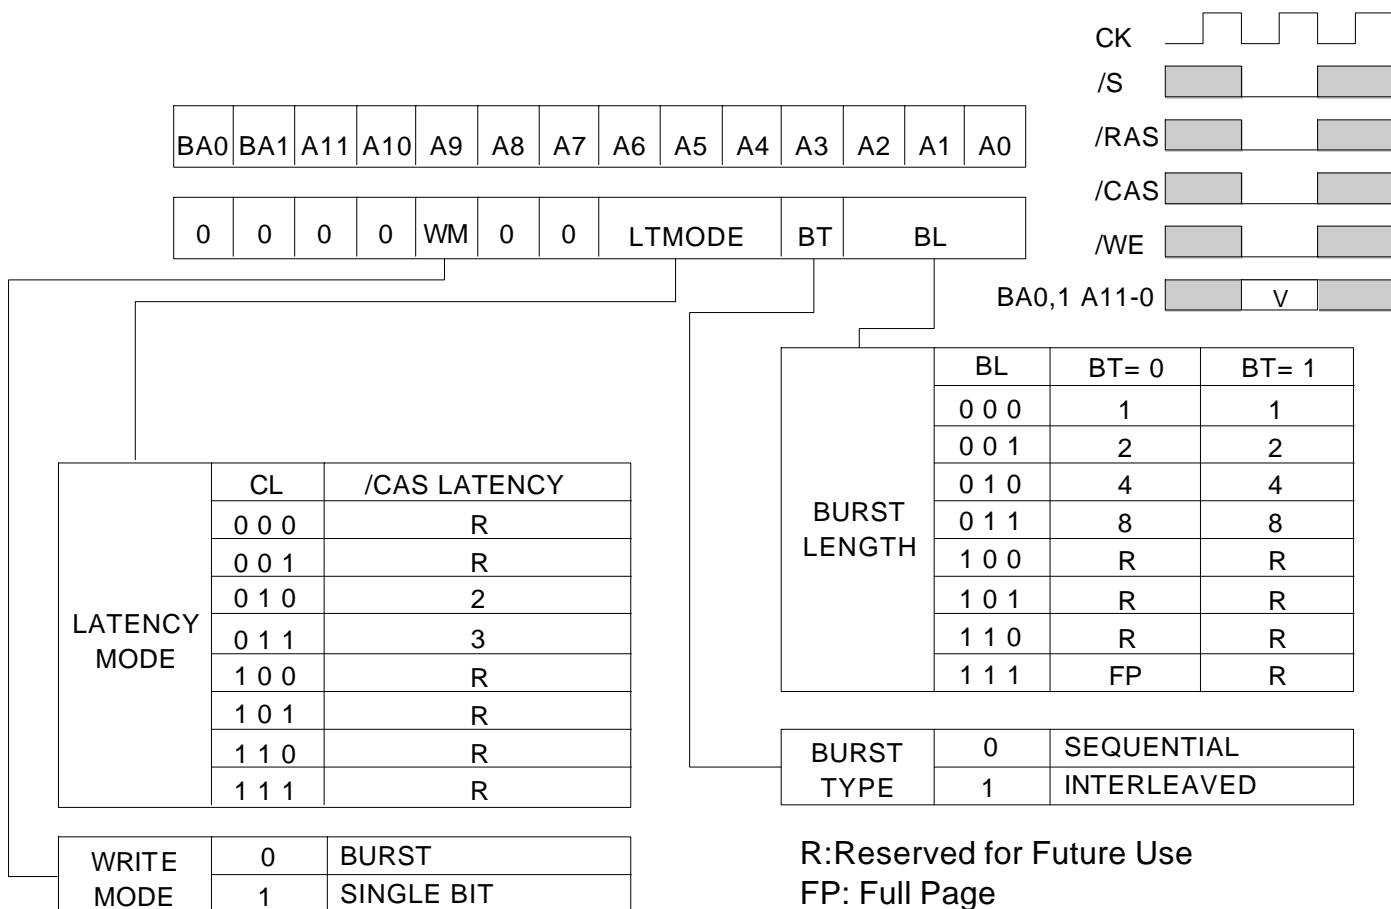 CK
/S
/RAS
/CAS
/WE
BA0,1 A11-0 V
BA0 BA1 A11 A10 A9 A8 A7 A6 A5 A4 A3 A2 A1 A0
0 0 0 0 WM 0 0 LTMODE BT BL
BURST LENGTH
BL BT= 0 BT= 1
0 0 0 1 1
0 0 1 2 2
0 1 0 4 4
0 1 1 8 8
1 0 0 R R
1 0 1 R R
1 1 0 R R
1 1 1 FP R
LATENCY MODE
CL /CAS LATENCY
0 0 0 R
0 0 1 R
0 1 0 2
0 1 1 3
1 0 0 R
1 0 1 R
1 1 0 R
1 1 1 R
BURST TYPE
0 SEQUENTIAL
1 INTERLEAVED
WRITE MODE
0 BURST
1 SINGLE BIT
R:Reserved for Future Use
FP: Full Page